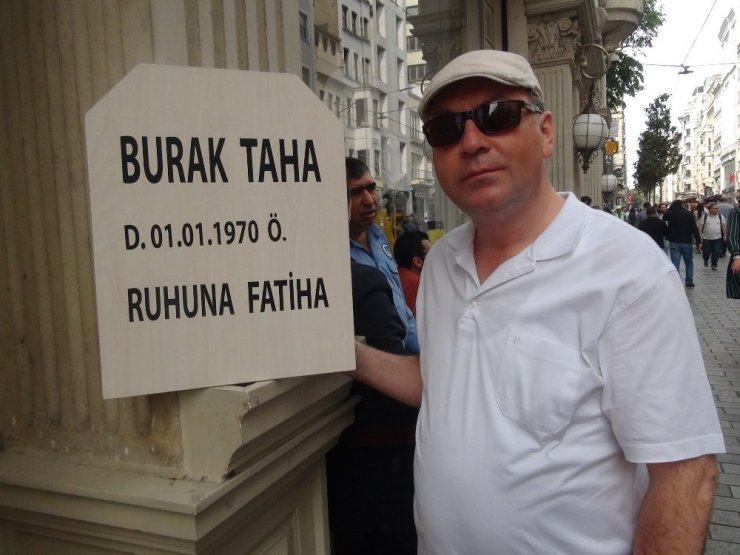 BURAK TAHA
D. 01.01.1970 Ö.
RUHUNA FATİHA